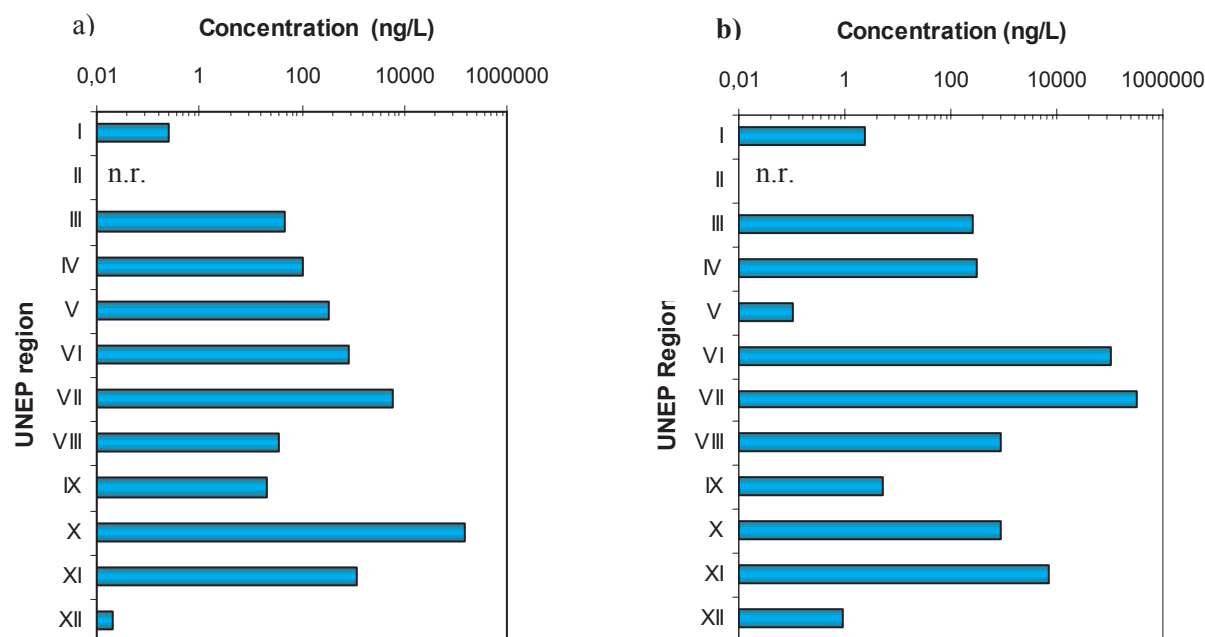 a)
Concentration (ng/L)
0,01 1 100 10000 1000000
UNEP region
I
II n.r.
III
IV
V
VI
VII
VIII
IX
X
XI
XII
b)
Concentration (ng/L)
0,01 1 100 10000 1000000
UNEP Region
I
II n.r.
III
IV
V
VI
VII
VIII
IX
X
XI
XII